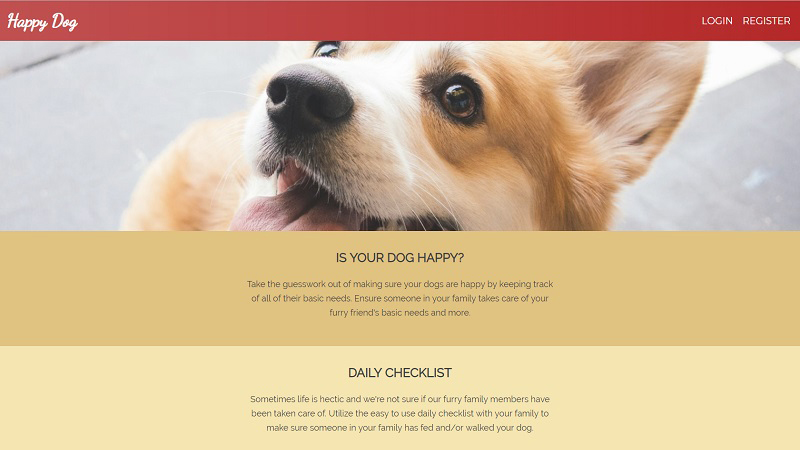 Happy Dog
LOGIN REGISTER
IS YOUR DOG HAPPY?
Take the guesswork out of making sure your dogs are happy by keeping track
of all of their basic needs. Ensure someone in your family takes care of your
furry friend's basic needs and more.
DAILY CHECKLIST
Sometimes life is hectic and we're not sure if our furry family members have
been taken care of. Utilize the easy to use daily checklist with your family to
make sure someone in your family has fed and/or walked your dog.